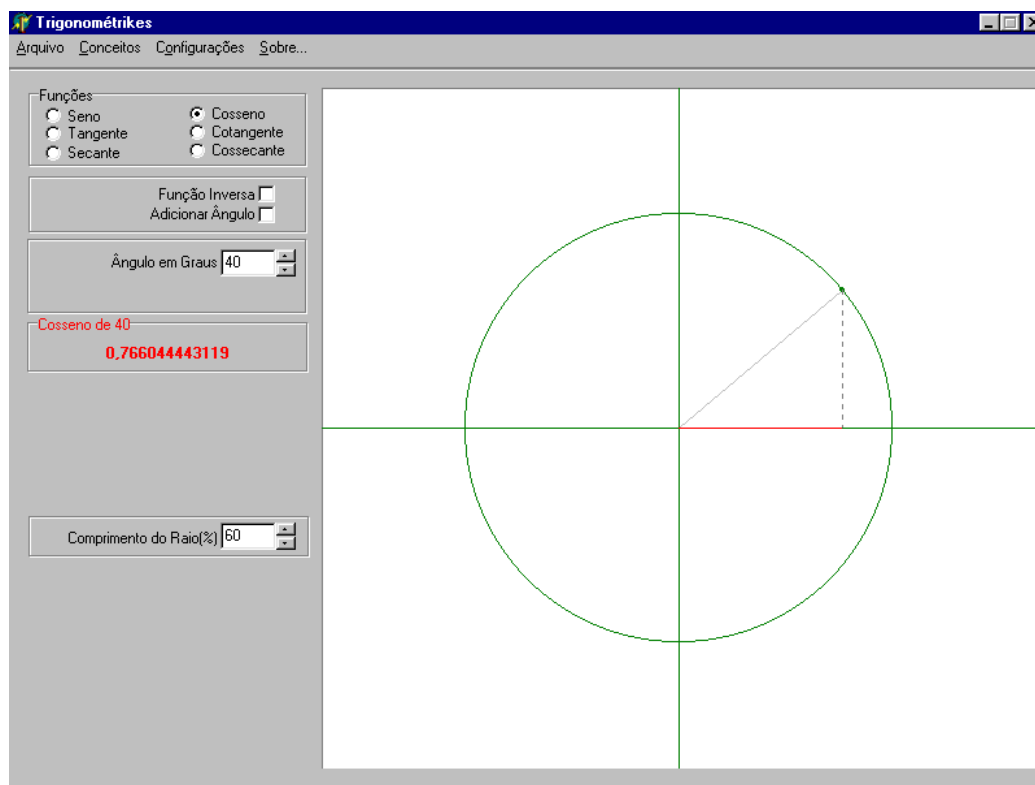 Trigonométrikes
Arquivo Conceitos Configurações Sobre...
Funções
Seno Cosseno
Tangente Cotangente
Secante Cossecante
Função Inversa
Adicionar Ângulo
Ângulo em Graus 40
Cosseno de 40
0,766044443119
Comprimento do Raio(%) 60